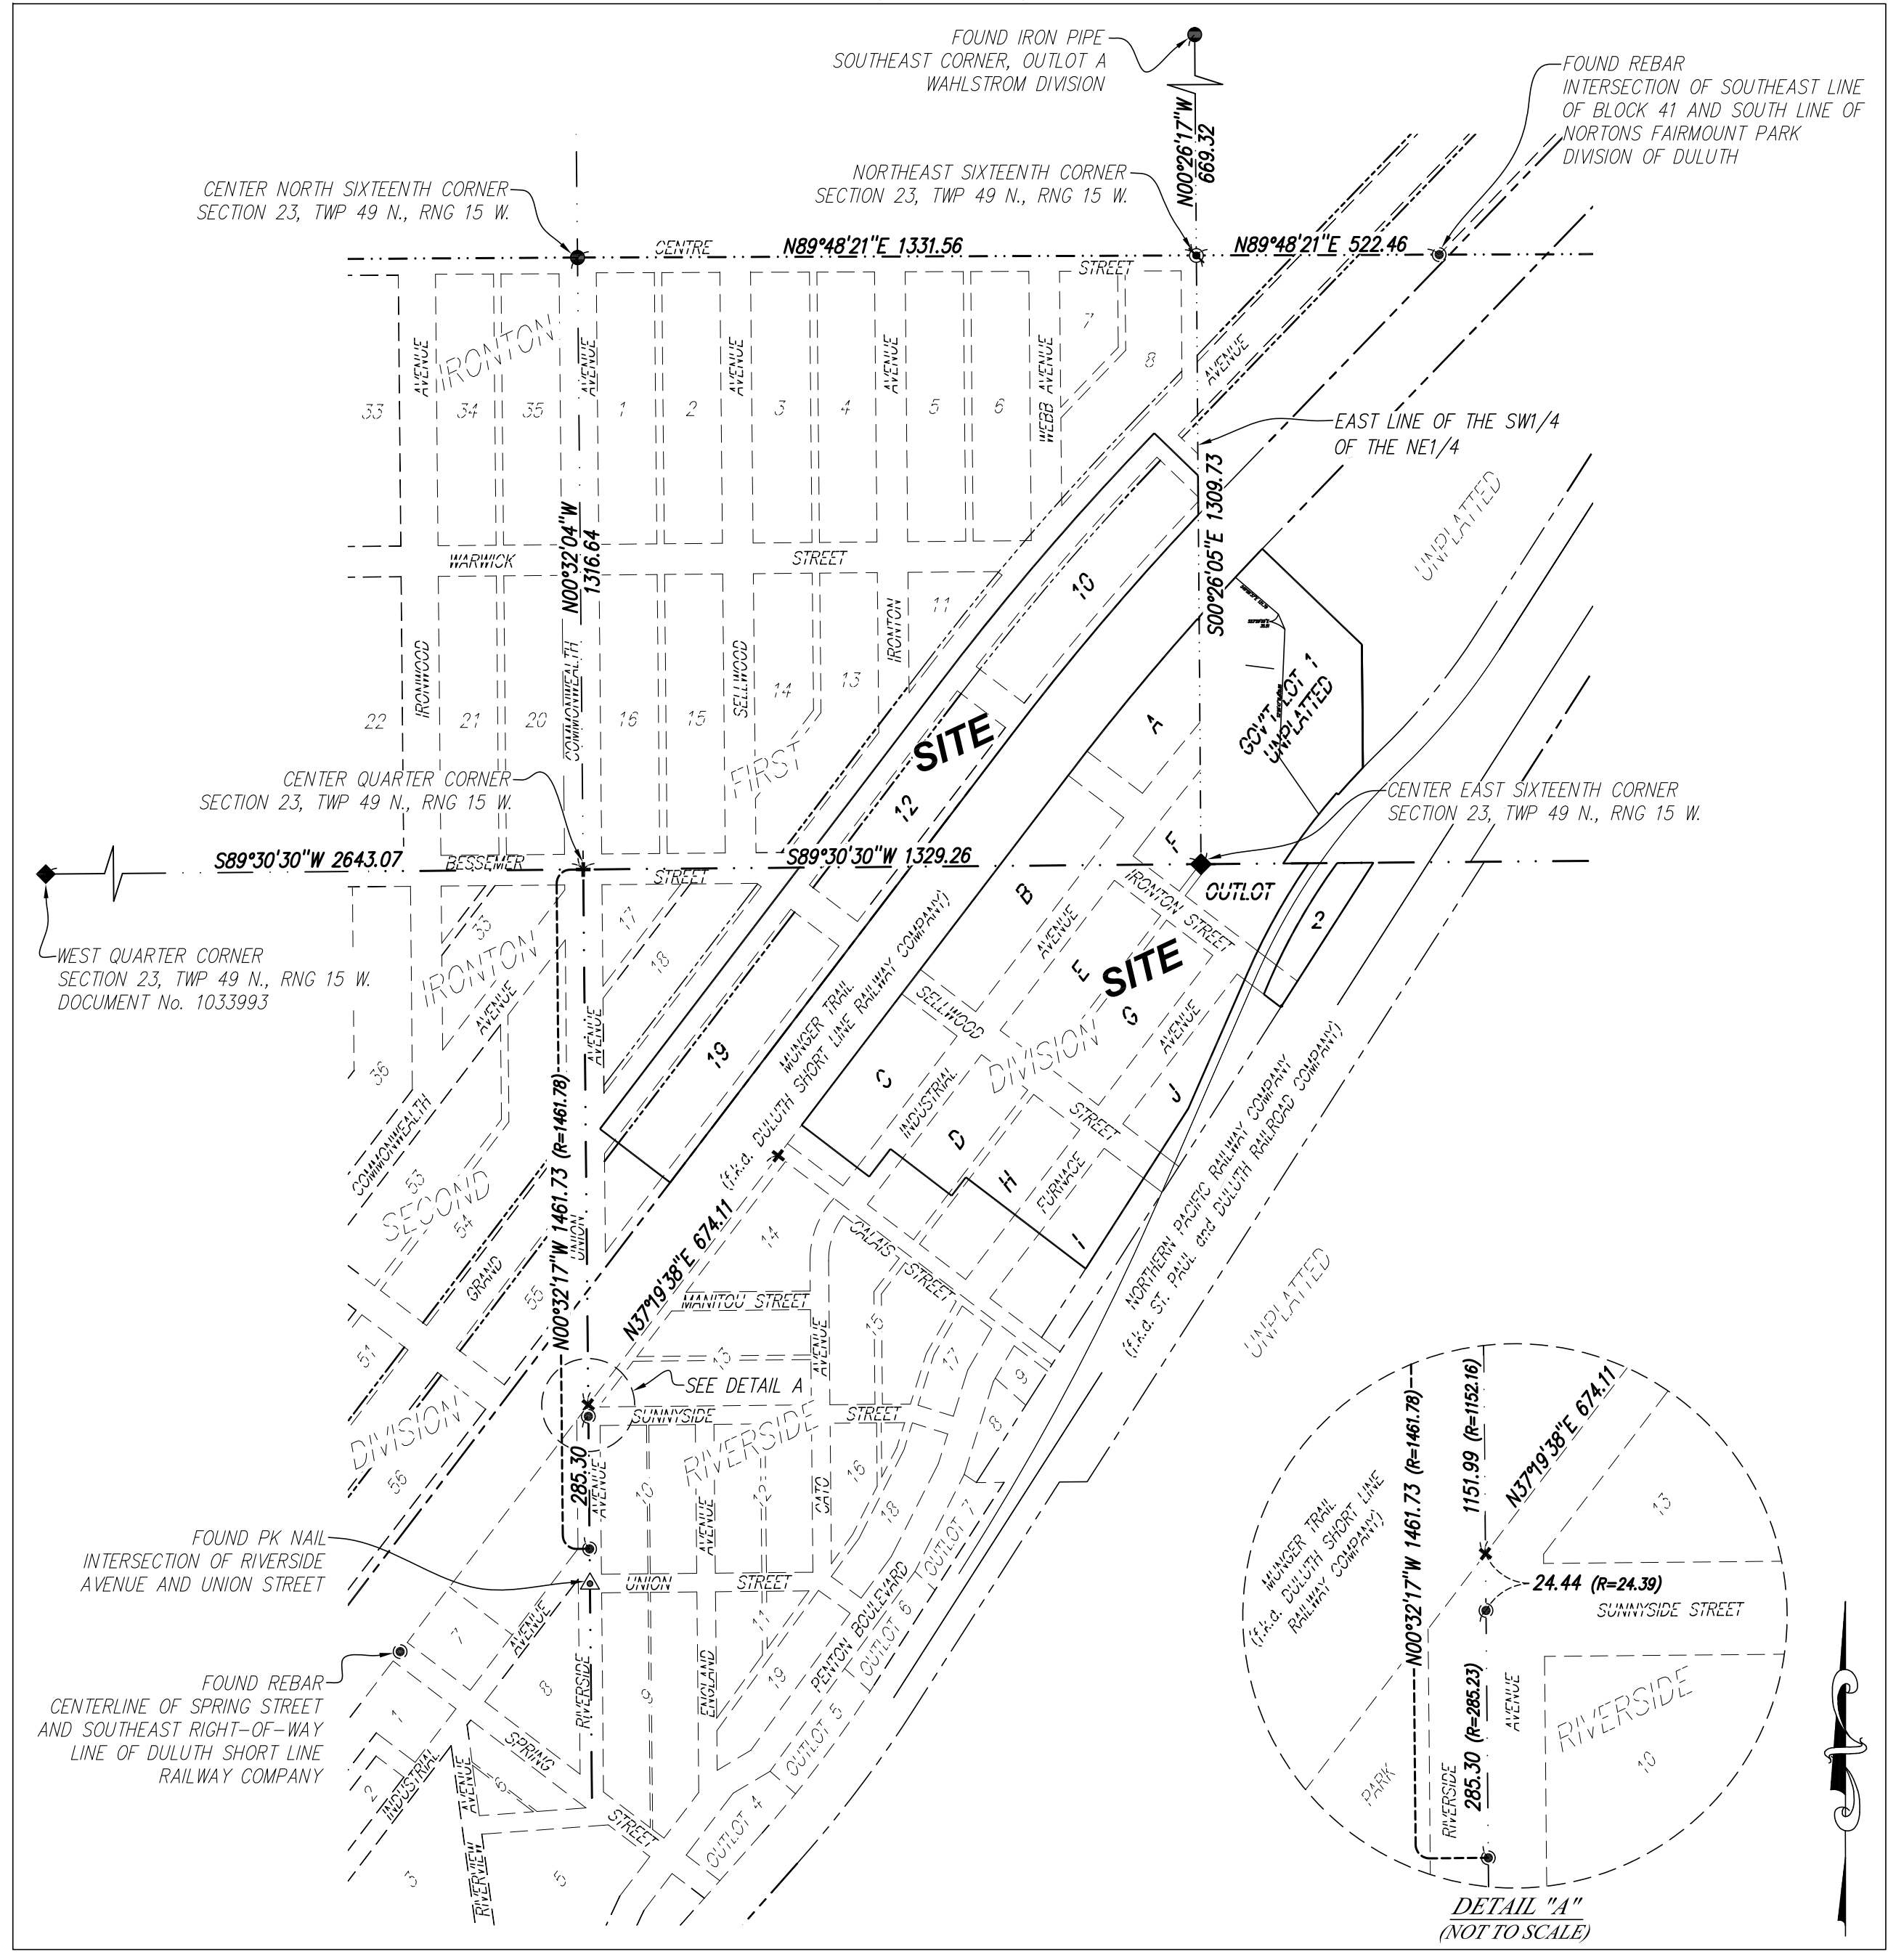 FOUND IRON PIPE
SOUTHEAST CORNER, OUTLOT A
WAHLSTROM DIVISION
FOUND REBAR
INTERSECTION OF SOUTHEAST LINE
OF BLOCK 41 AND SOUTH LINE OF
NORTONS FAIRMOUNT PARK
DIVISION OF DULUTH
N00°26'17"W
669.32
CENTER NORTH SIXTEENTH CORNER
SECTION 23, TWP 49 N., RNG 15 W.
NORTHEAST SIXTEENTH CORNER
SECTION 23, TWP 49 N., RNG 15 W.
CENTRE
N89°48'21"E 1331.56
N89°48'21"E 522.46
STREET
IRONTON
AVENUE
AVENUE
AVENUE
AVENUE
WEBB AVENUE
7
8
AVENUE
33
34
35
1
2
3
4
5
6
EAST LINE OF THE SW1/4
OF THE NE1/4
UNPLATTED
S00°26'05"E 1309.73
N00°32'04"W
1316.64
WARWICK
STREET
10
11
IRONWOOD
COMMONWEALTH
SELLWOOD
IRONTON
14
13
22
21
20
16
15
FIRST
SITE
12
A
GOV'T LOT 1
UNPLATTED
CENTER QUARTER CORNER
SECTION 23, TWP 49 N., RNG 15 W.
CENTER EAST SIXTEENTH CORNER
SECTION 23, TWP 49 N., RNG 15 W.
S89°30'30"W 2643.07
BESSEMER
STREET
S89°30'30"W 1329.26
F
OUTLOT
IRONTON STREET
2
WEST QUARTER CORNER
SECTION 23, TWP 49 N., RNG 15 W.
DOCUMENT No. 1033993
33
17
18
IRONTON
AVENUE
B
AVENUE
E
SITE
G
SELLWOOD
DIVISION
AVENUE
J
36
AVENUE
19
MUNGER TRAIL
(f.k.d. DULUTH SHORT LINE RAILWAY COMPANY)
C
INDUSTRIAL
D
STREET
H
FURNACE
I
NORTHERN PACIFIC RAILWAY COMPANY
(f.k.d. ST. PAUL and DULUTH RAILROAD COMPANY)
COMMONWEALTH
53
SECOND
54
N00°32'17"W 1461.73 (R=1461.78)
UNION
GRAND
55
N37°19'38"E 674.11
14
CALAIS
STREET
MANITOU STREET
UNPLATTED
51
13
AVENUE
15
17
9
SEE DETAIL A
SUNNYSIDE
STREET
8
DIVISION
56
RIVERSIDE
285.30
AVENUE
10
AVENUE
12
CATO
16
18
OUTLOT 7
FOUND PK NAIL
INTERSECTION OF RIVERSIDE
AVENUE AND UNION STREET
UNION
STREET
11
PENTON BOULEVARD
OUTLOT 6
7
AVENUE
FOUND REBAR
CENTERLINE OF SPRING STREET
AND SOUTHEAST RIGHT-OF-WAY
LINE OF DULUTH SHORT LINE
RAILWAY COMPANY
8
RIVERSIDE
9
ENGLAND
19
OUTLOT 5
1
SPRING
2
INDUSTRIAL
AVENUE
6
STREET
OUTLOT 4
3
RIVERVIEW
5
N00°32'17"W 1461.73 (R=1461.78)
1151.99 (R=1152.16)
N37°19'38"E 674.11
MUNGER TRAIL
(f.k.d. DULUTH SHORT LINE
RAILWAY COMPANY)
13
24.44 (R=24.39)
SUNNYSIDE STREET
285.30 (R=285.23)
AVENUE
RIVERSIDE
RIVERSIDE
10
PARK
DETAIL "A"
(NOT TO SCALE)